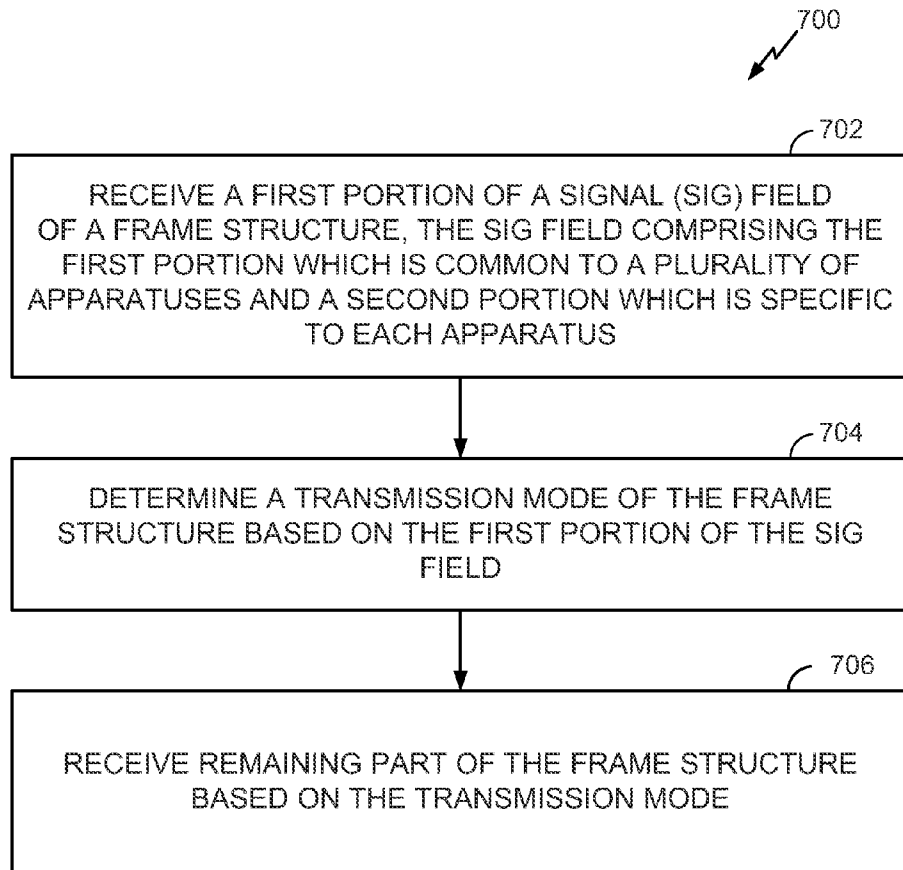 700
702
RECEIVE A FIRST PORTION OF A SIGNAL (SIG) FIELD
OF A FRAME STRUCTURE, THE SIG FIELD COMPRISING THE
FIRST PORTION WHICH IS COMMON TO A PLURALITY OF
APPARATUSES AND A SECOND PORTION WHICH IS SPECIFIC
TO EACH APPARATUS
704
DETERMINE A TRANSMISSION MODE OF THE FRAME
STRUCTURE BASED ON THE FIRST PORTION OF THE SIG
FIELD
706
RECEIVE REMAINING PART OF THE FRAME STRUCTURE
BASED ON THE TRANSMISSION MODE